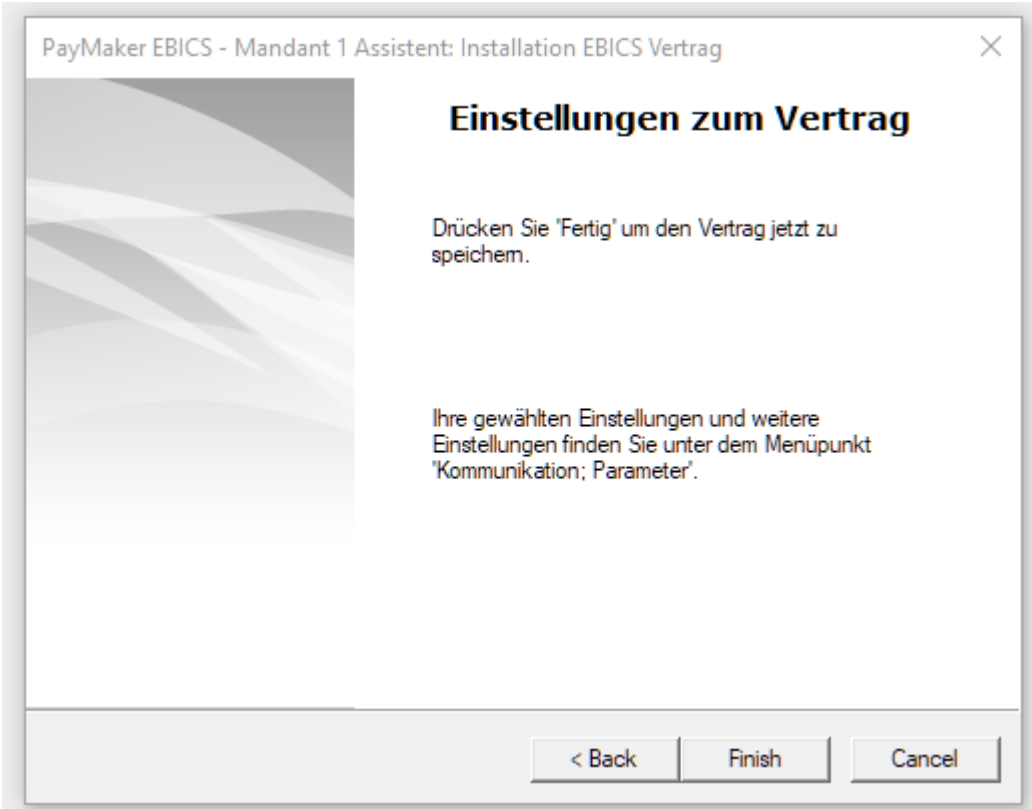 PayMaker EBICS - Mandant 1 Assistent: Installation EBICS Vertrag
Einstellungen zum Vertrag
Drücken Sie 'Fertig' um den Vertrag jetzt zu
speichern.
Ihre gewählten Einstellungen und weitere
Einstellungen finden Sie unter dem Menüpunkt
'Kommunikation; Parameter'.
< Back
Finish
Cancel